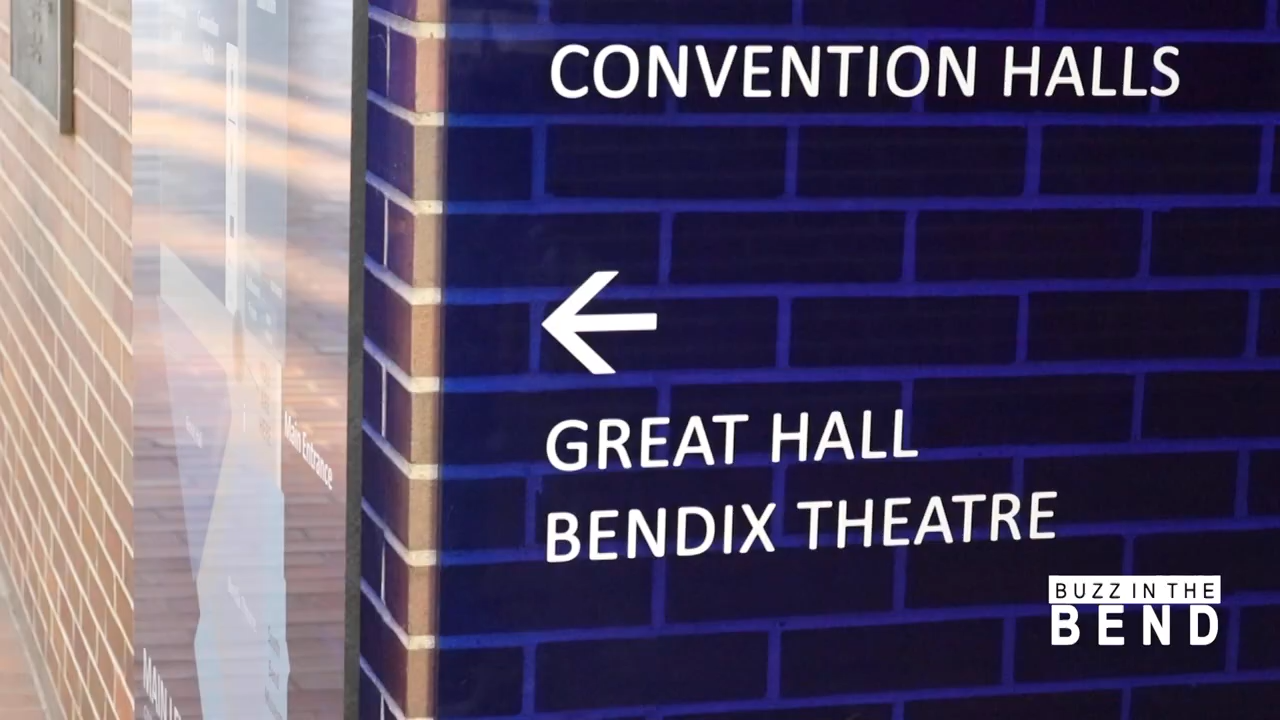 CONVENTION HALLS
GREAT HALL
BENDIX THEATRE
Main Entrance
BUZZ IN THE
BEND